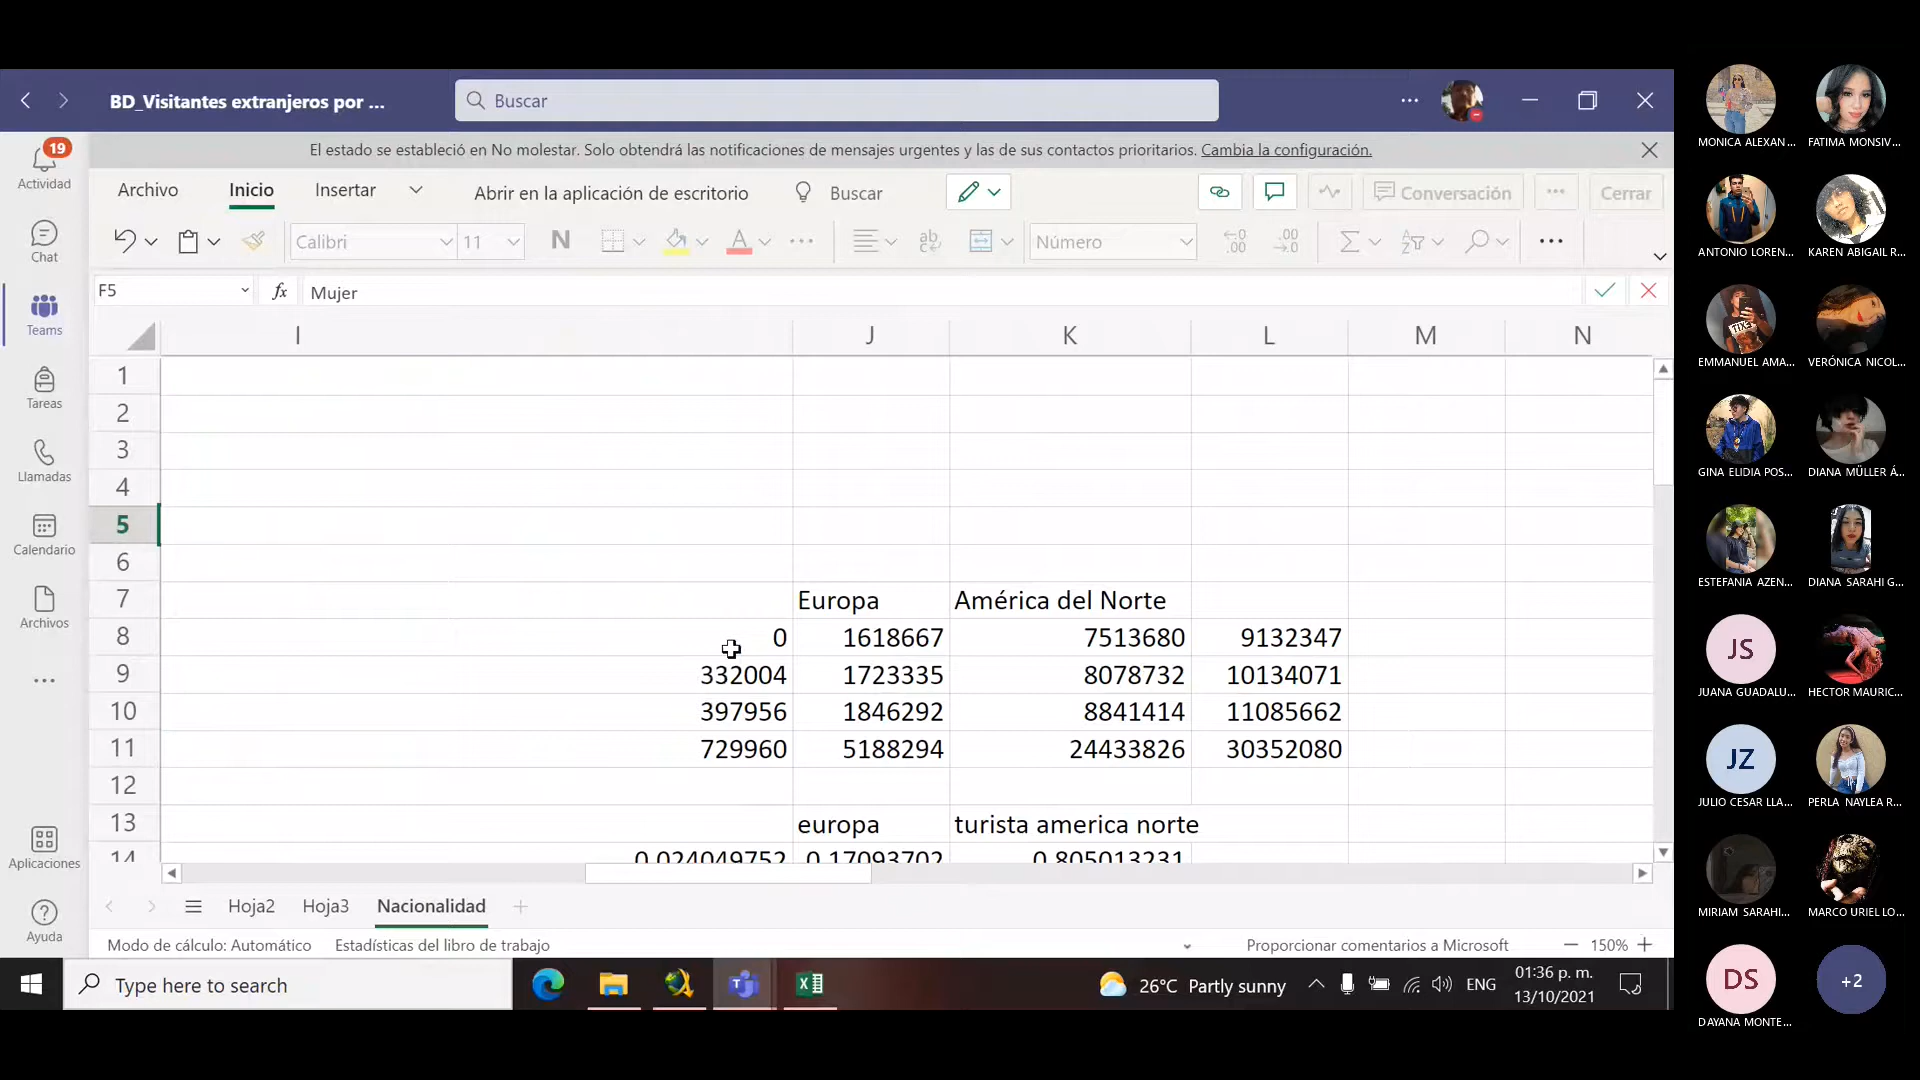 BD_Visitantes extranjeros por ...
Buscar
El estado se estableció en No molestar. Solo obtendrá las notificaciones de mensajes urgentes y las de sus contactos prioritarios. Cambia la configuración.
19
Actividad
Chat
Teams
Tareas
Llamadas
Calendario
Archivos
Aplicaciones
Ayuda
Archivo Inicio Insertar Abrir en la aplicación de escritorio Buscar Conversación Cerrar
Calibri 11 N A ab Número Σ
F5 fx Mujer
I J K L M N
1
2
3
4
5
6
7 Europa América del Norte
8 0 1618667 7513680 9132347
9 332004 1723335 8078732 10134071
10 397956 1846292 8841414 11085662
11 729960 5188294 24433826 30352080
12
13 europa turista america norte
14 0.024049752 0.17093702 0.805013231
Hoja2 Hoja3 Nacionalidad
Modo de cálculo: Automático Estadísticas del libro de trabajo Proporcionar comentarios a Microsoft 150%
Type here to search
26°C Partly sunny
ENG
01:36 p. m.
13/10/2021
MONICA ALEXAN...
FATIMA MONSIV...
ANTONIO LOREN...
KAREN ABIGAIL R...
EMMANUEL AMA...
VERÓNICA NICOL...
GINA ELIDIA POS...
DIANA MÜLLER Á...
ESTEFANIA AZEN...
DIANA SARAHI G...
JS
JUANA GUADALU...
HECTOR MAURIC...
JZ
JULIO CESAR LLA...
PERLA NAYLEA R...
MIRIAM SARAHI...
MARCO URIEL LO...
DS
DAYANA MONTE...
+2